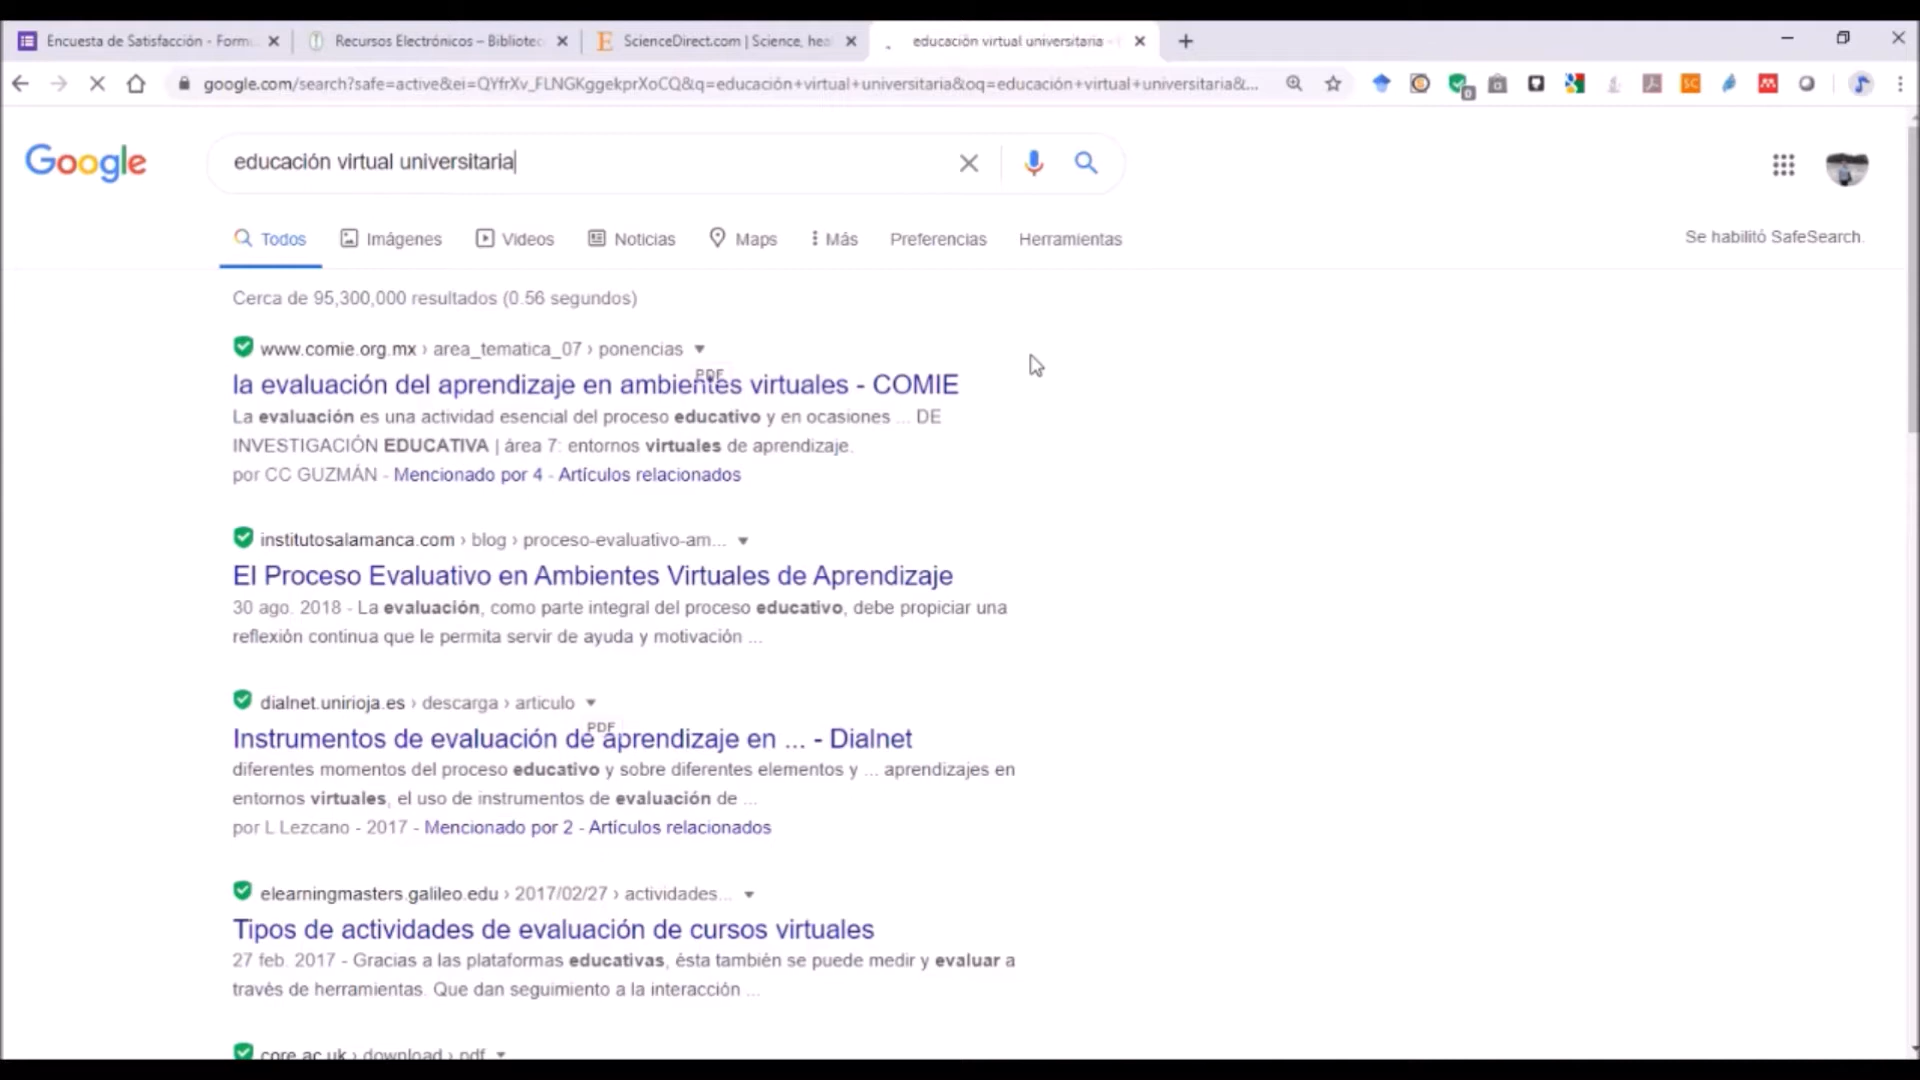 Encuesta de Satisfacción - Form
Recursos Electrónicos – Bibliotec
ScienceDirect.com | Science, hea
educación virtual universitaria -
google.com/search?safe=active&ei=QYfrXv_FLNGKggekprXoCQ&q=educación+virtual+universitaria&oq=educación+virtual+universitaria&...
Google
educación virtual universitaria
Todos Imágenes Videos Noticias Maps Más Preferencias Herramientas
Se habilitó SafeSearch.
Cerca de 95,300,000 resultados (0.56 segundos)
www.comie.org.mx › area_tematica_07 › ponencias
PDF
la evaluación del aprendizaje en ambientes virtuales - COMIE
La evaluación es una actividad esencial del proceso educativo y en ocasiones ... DE
INVESTIGACIÓN EDUCATIVA | área 7: entornos virtuales de aprendizaje.
por CC GUZMÁN - Mencionado por 4 - Artículos relacionados
institutosalamanca.com › blog › proceso-evaluativo-am...
El Proceso Evaluativo en Ambientes Virtuales de Aprendizaje
30 ago. 2018 - La evaluación, como parte integral del proceso educativo, debe propiciar una
reflexión continua que le permita servir de ayuda y motivación ...
dialnet.unirioja.es › descarga › articulo
PDF
Instrumentos de evaluación de aprendizaje en ... - Dialnet
diferentes momentos del proceso educativo y sobre diferentes elementos y ... aprendizajes en
entornos virtuales, el uso de instrumentos de evaluación de ...
por L Lezcano - 2017 - Mencionado por 2 - Artículos relacionados
elearningmasters.galileo.edu › 2017/02/27 › actividades...
Tipos de actividades de evaluación de cursos virtuales
27 feb. 2017 - Gracias a las plataformas educativas, ésta también se puede medir y evaluar a
través de herramientas. Que dan seguimiento a la interacción ...
core.ac.uk › download › pdf